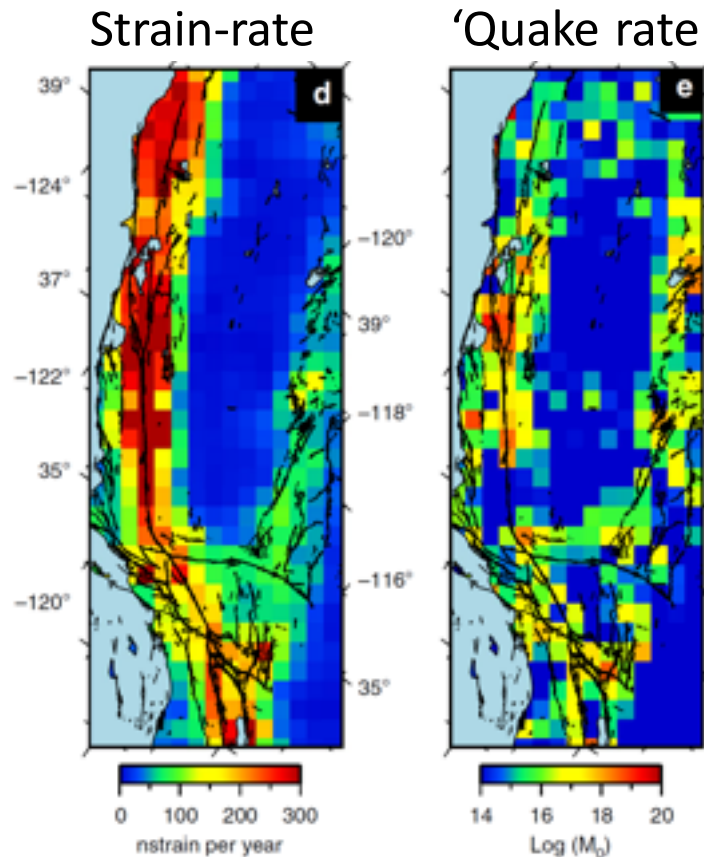 Strain-rate
‘Quake rate
d
e
39°
−124°
37°
−122°
35°
−120°
−120°
39°
−118°
−116°
35°
0 100 200 300
nstrain per year
14 16 18 20
Log (M₀)